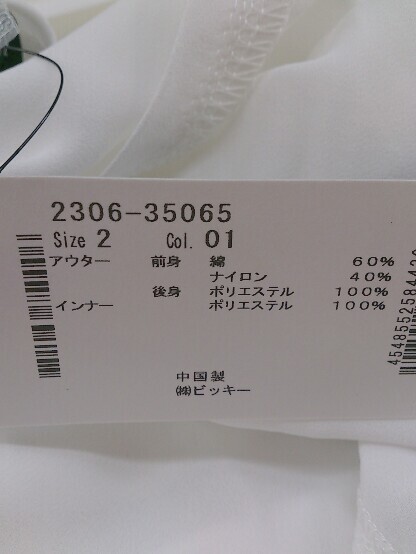 2306-35065
Size 2 Col. 01
アウター 前身 綿 60%
ナイロン 40%
後身 ポリエステル 100%
インナー ポリエステル 100%
中国製
㈱ビッキー